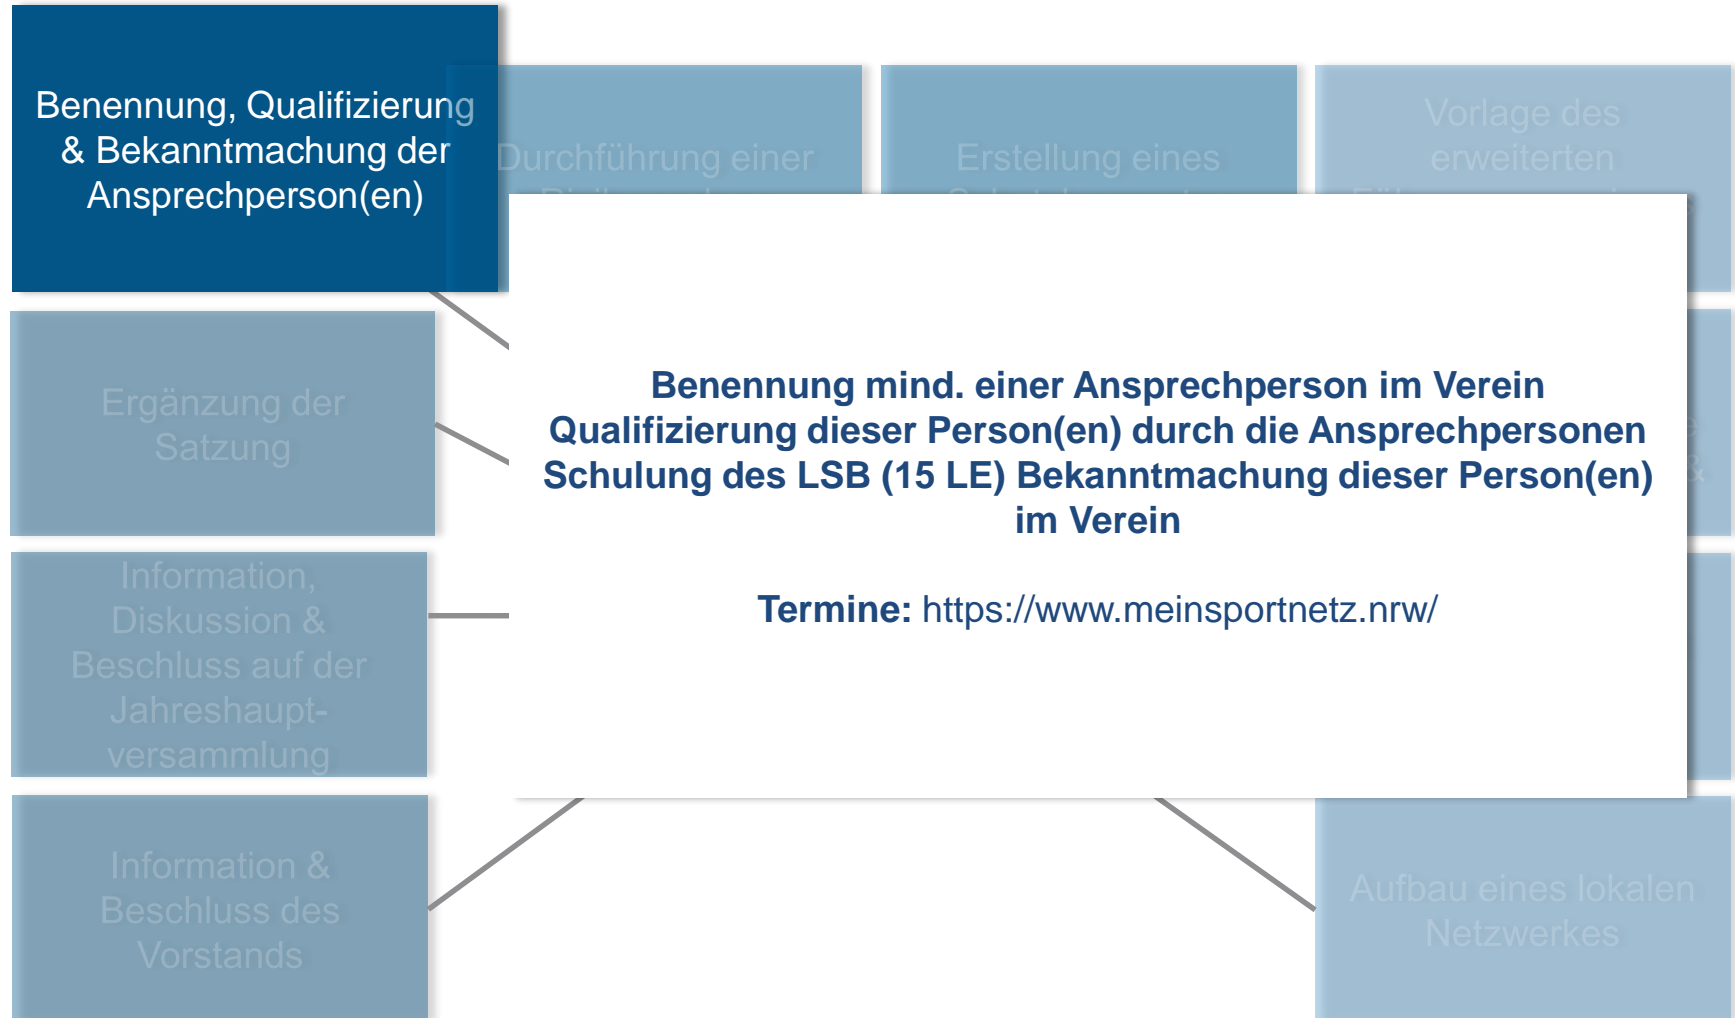 Benennung, Qualifizierung
& Bekanntmachung der
Ansprechperson(en)
Durchführung einer
Erstellung eines
Vorlage des
erweiterten
Benennung mind. einer Ansprechperson im Verein
Qualifizierung dieser Person(en) durch die Ansprechpersonen
Schulung des LSB (15 LE) Bekanntmachung dieser Person(en)
im Verein
Termine: https://www.meinsportnetz.nrw/
Ergänzung der
Satzung
&
Information,
Diskussion &
Beschluss auf der
Jahreshaupt-
versammlung
Information &
Beschluss des
Vorstands
Aufbau eines lokalen
Netzwerkes